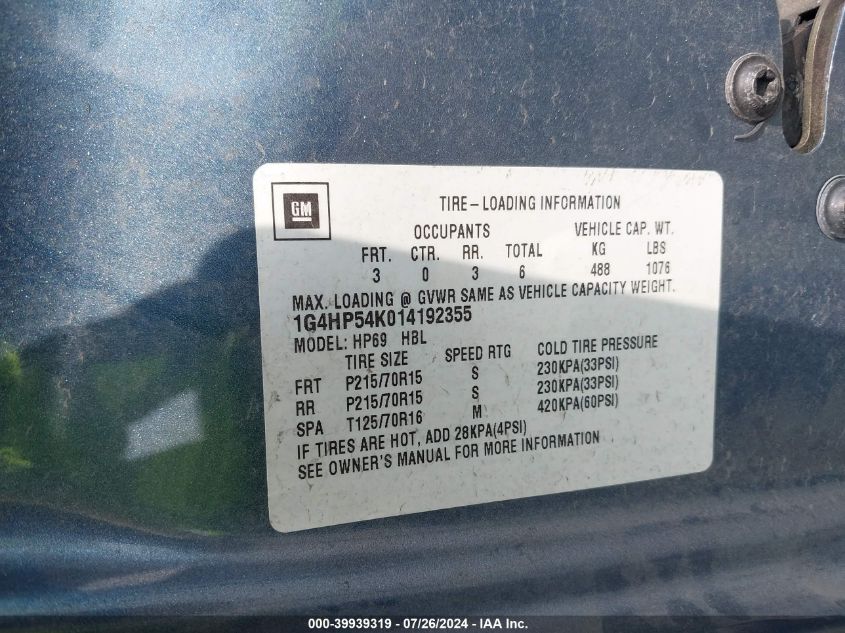 GM
TIRE-LOADING INFORMATION
OCCUPANTS VEHICLE CAP. WT.
FRT. CTR. RR. TOTAL KG LBS
3 0 3 6 488 1076
MAX. LOADING @ GVWR SAME AS VEHICLE CAPACITY WEIGHT.
1G4HP54K014192355
MODEL: HP69 HBL
TIRE SIZE SPEED RTG COLD TIRE PRESSURE
FRT P215/70R15 S 230KPA(33PSI)
RR P215/70R15 S 230KPA(33PSI)
SPA T125/70R16 M 420KPA(60PSI)
IF TIRES ARE HOT, ADD 28KPA(4PSI)
SEE OWNER'S MANUAL FOR MORE INFORMATION
000-39939319 - 07/26/2024 - IAA Inc.